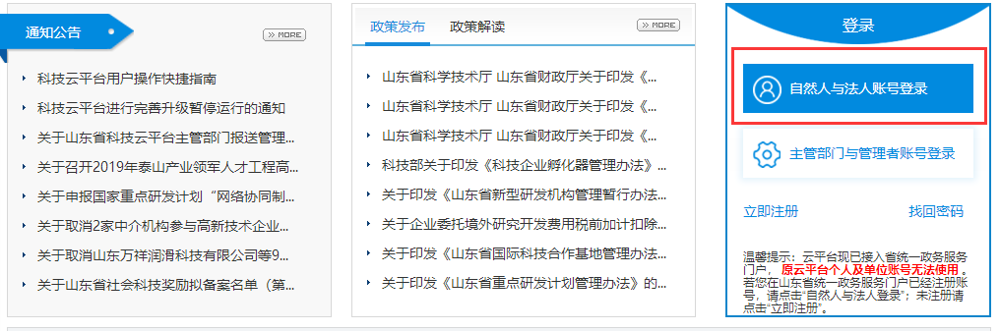 通知公告
MORE
科技云平台用户操作快捷指南
科技云平台进行完善升级暂停运行的通知
关于山东省科技云平台主管部门报送管理...
关于召开2019年泰山产业领军人才工程高...
关于申报国家重点研发计划“网络协同制...
关于取消2家中介机构参与高新技术企业...
关于取消山东万祥润滑科技有限公司等9...
关于山东省社会科技奖励拟备案名单（第...
政策发布 政策解读
MORE
山东省科学技术厅 山东省财政厅关于印发《...
山东省科学技术厅 山东省财政厅关于印发《...
山东省科学技术厅 山东省财政厅关于印发《...
科技部关于印发《科技企业孵化器管理办法》...
关于印发《山东省新型研发机构管理暂行办法...
关于企业委托境外研究开发费用税前加计扣除...
关于印发《山东省国际科技合作基地管理办法...
关于印发《山东省重点研发计划管理办法》的...
登录
自然人与法人账号登录
主管部门与管理者账号登录
立即注册 找回密码
温馨提示：云平台现已接入省统一政务服务
门户，原云平台个人及单位账号无法使用。
若您在山东省统一政务服务门户已经注册账
号，请点击“自然人与法人登录”；未注册请
点击“立即注册”。